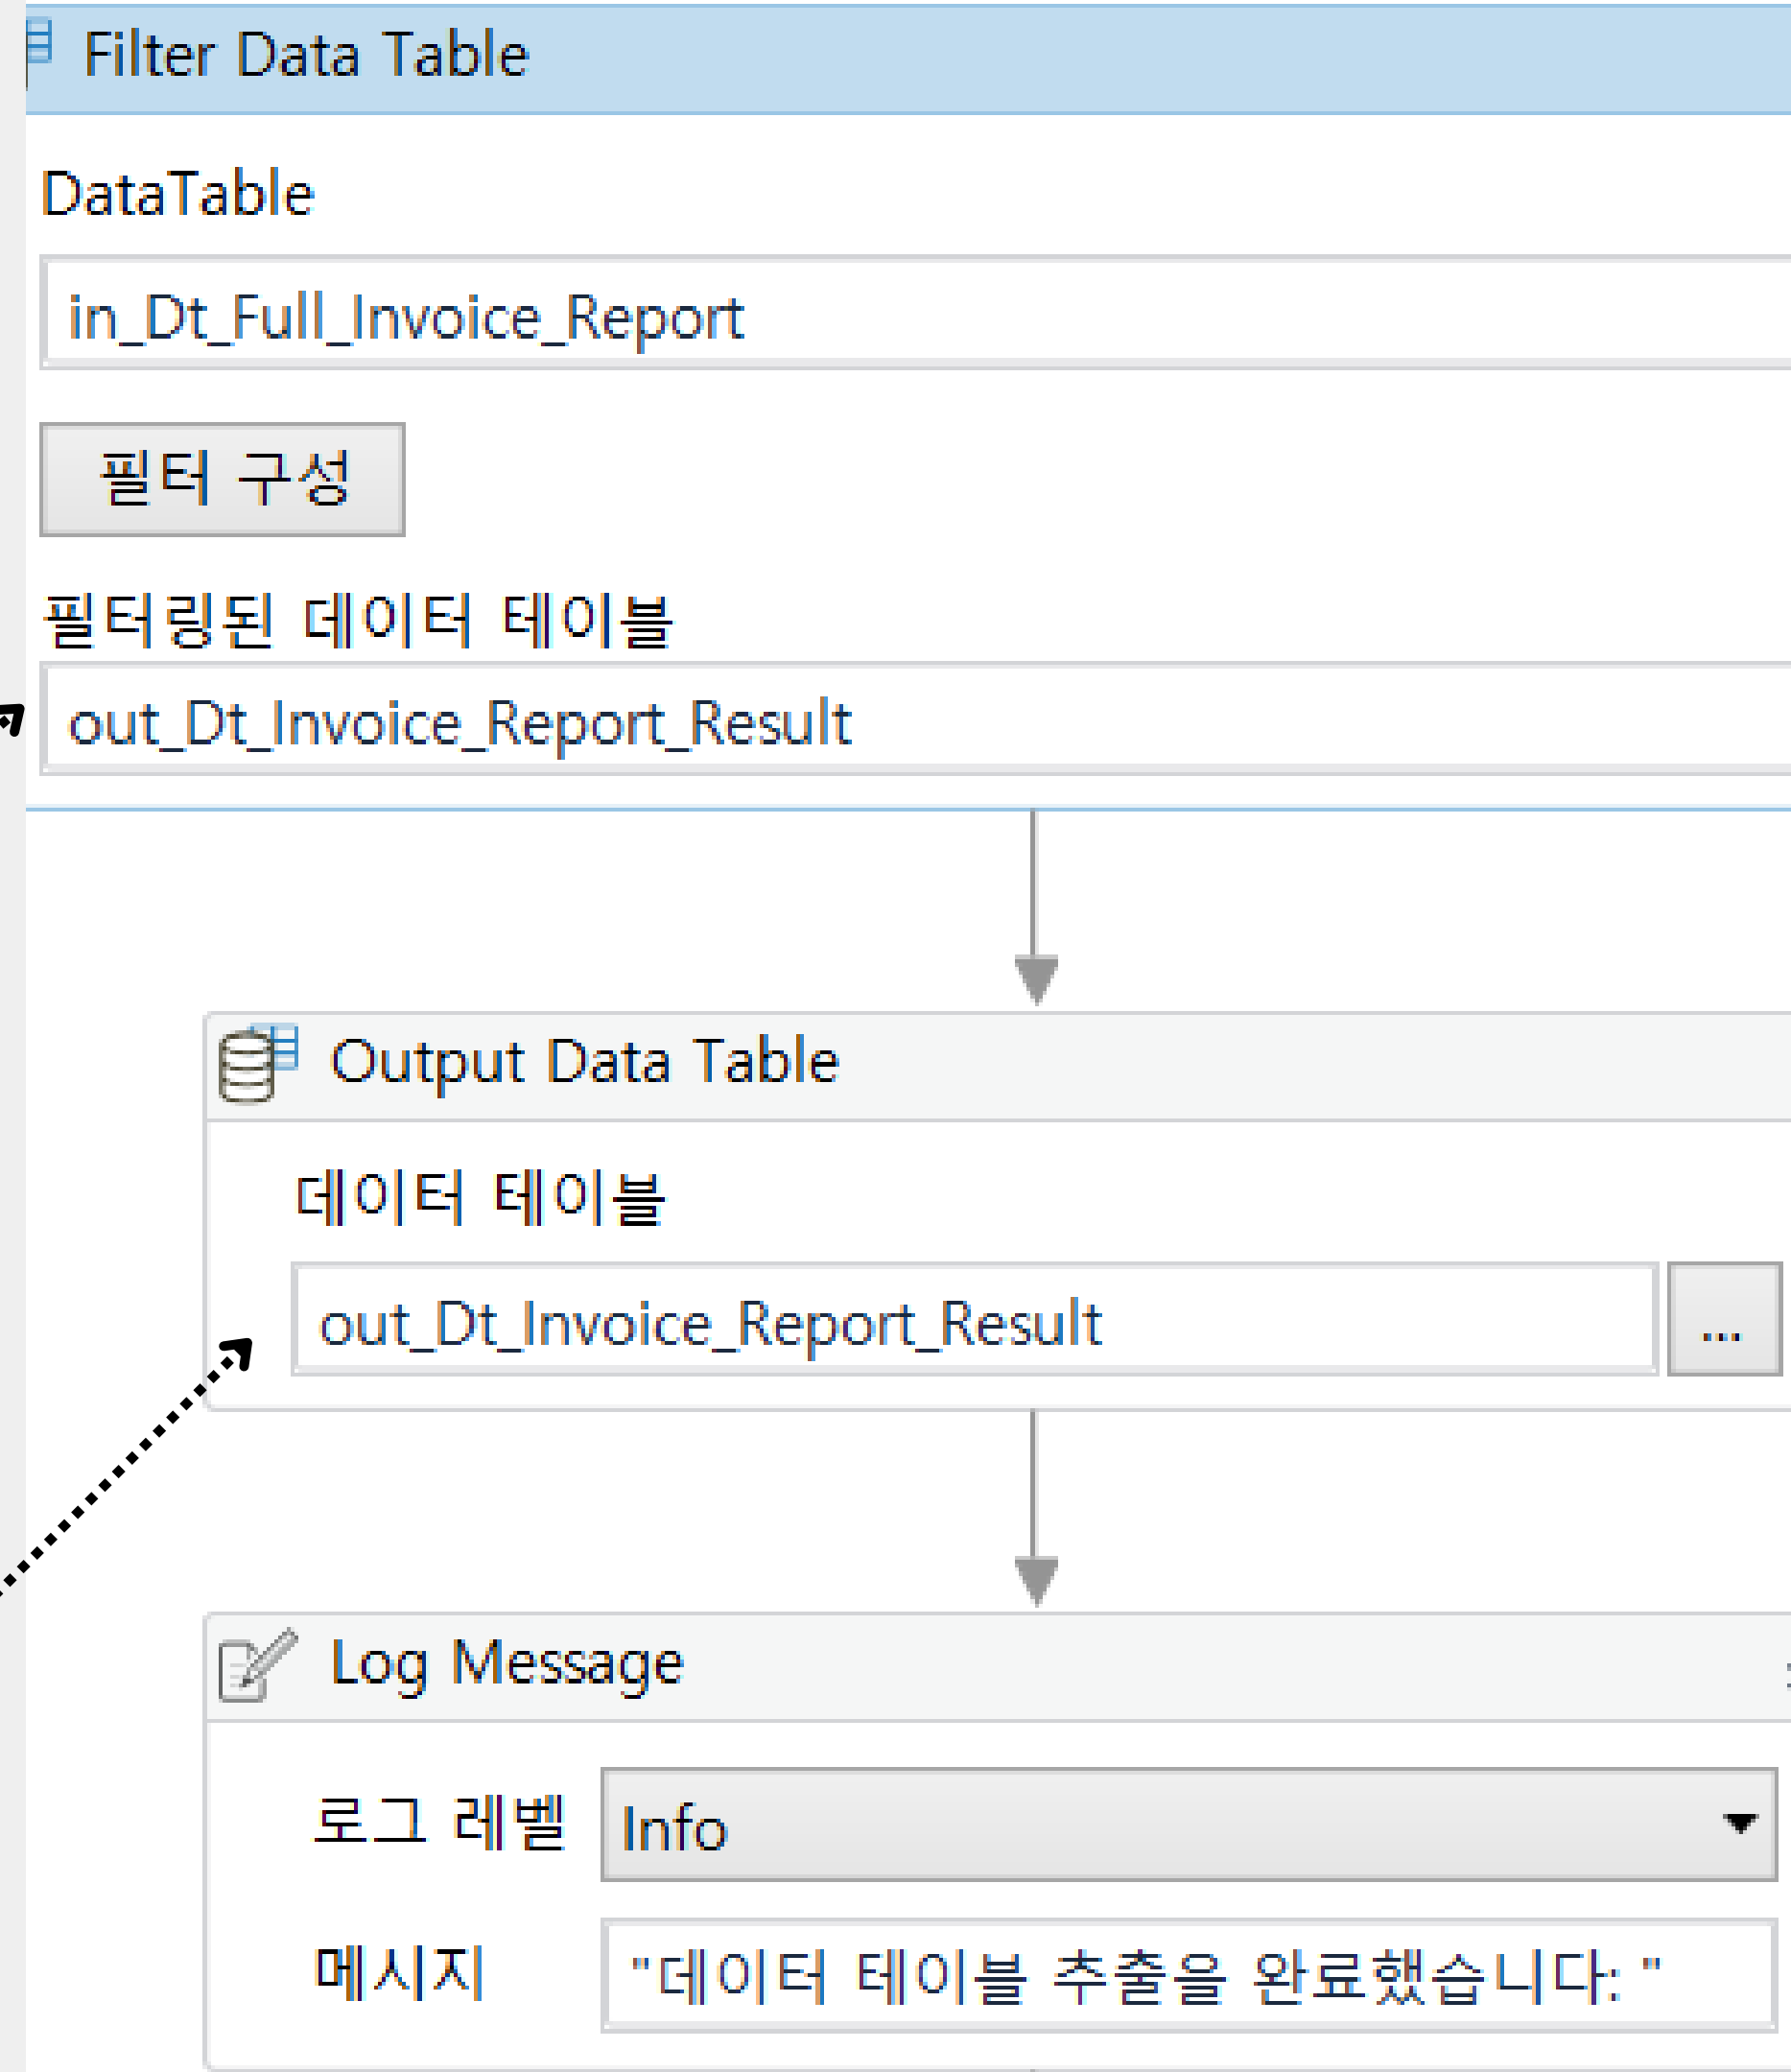 Filter Data Table
DataTable
in_Dt_Full_Invoice_Report
필터 구성
필터링된 데이터 테이블
out_Dt_Invoice_Report_Result
Output Data Table
데이터 테이블
out_Dt_Invoice_Report_Result
...
Log Message
로그 레벨
Info
메시지
"데이터 테이블 추출을 완료했습니다: "